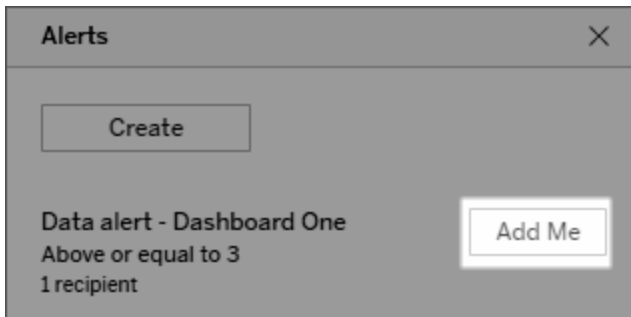 Alerts
Create
Data alert - Dashboard One
Add Me
Above or equal to 3
1 recipient